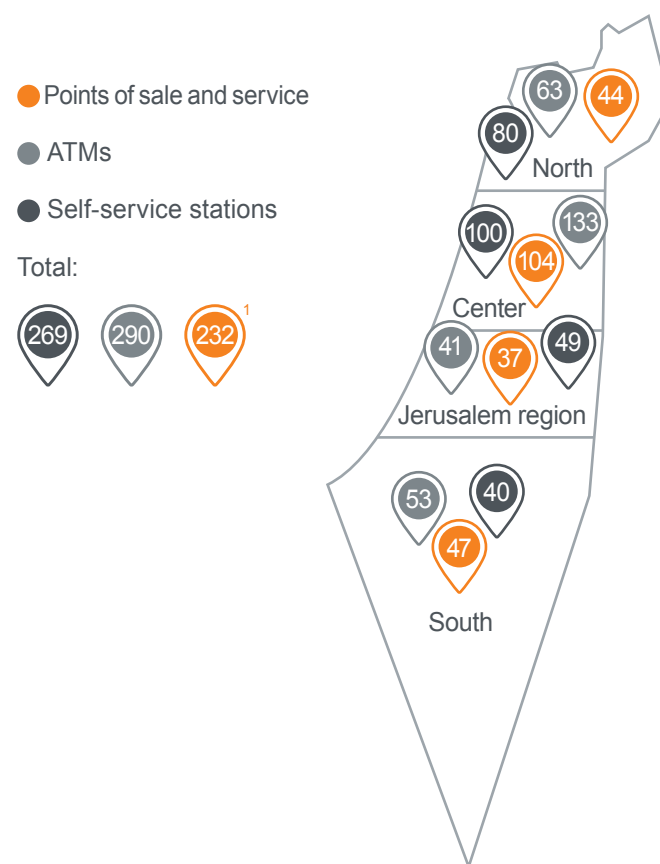 Points of sale and service
ATMs
Self-service stations
Total:
269 290 232 1
63 44
80
North
133
100
104
Center
41 37 49
Jerusalem region
53 40
47
South